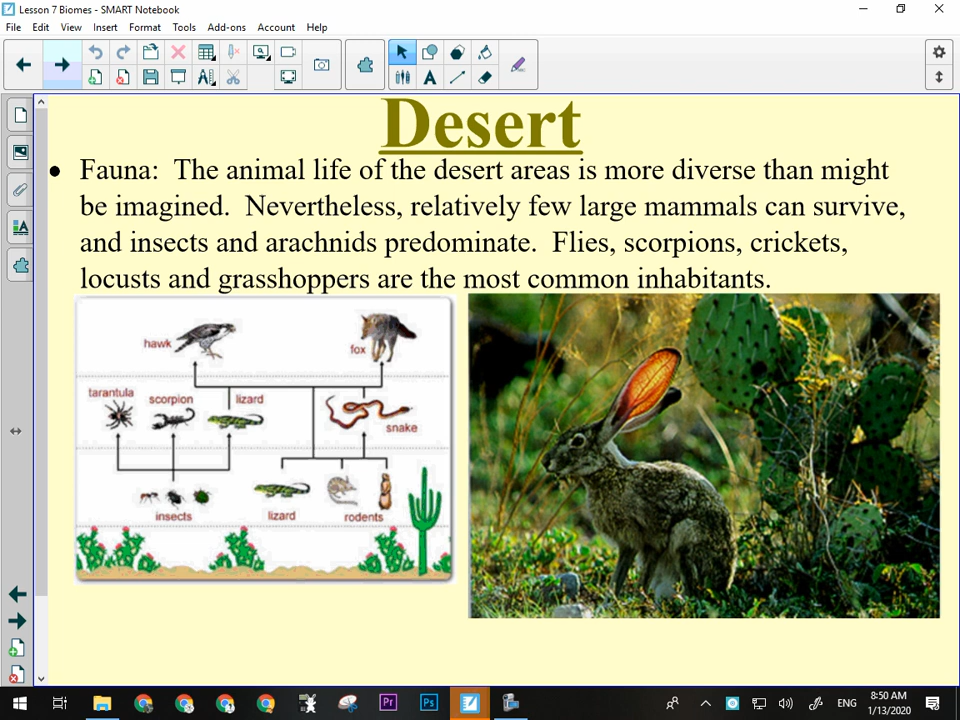 Lesson 7 Biomes - SMART Notebook
File Edit View Insert Format Tools Add-ons Account Help
Desert
• Fauna: The animal life of the desert areas is more diverse than might
be imagined. Nevertheless, relatively few large mammals can survive,
and insects and arachnids predominate. Flies, scorpions, crickets,
locusts and grasshoppers are the most common inhabitants.
hawk
fox
tarantula
scorpion
lizard
snake
insects
lizard
rodents
ENG
8:50 AM
1/13/2020